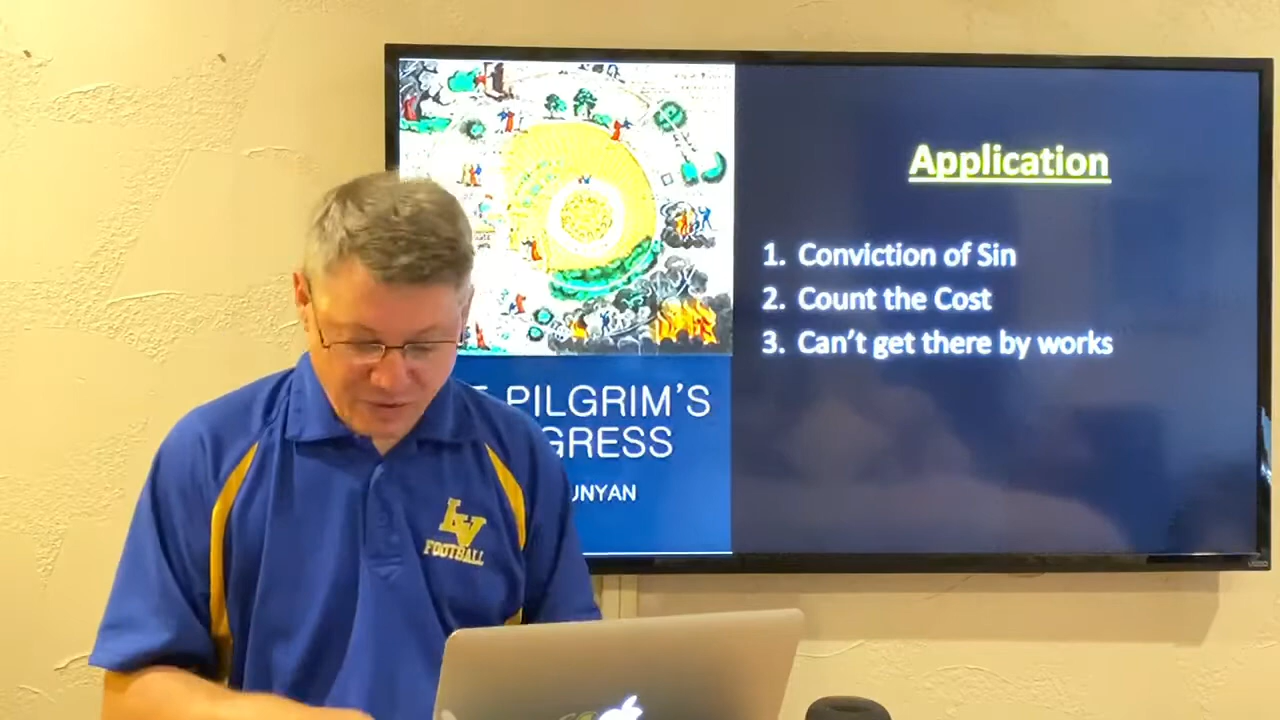 Application
1. Conviction of Sin
2. Count the Cost
3. Can't get there by works
PILGRIM'S
GRESS
UNYAN
LV
FOOTBALL
VIZIO